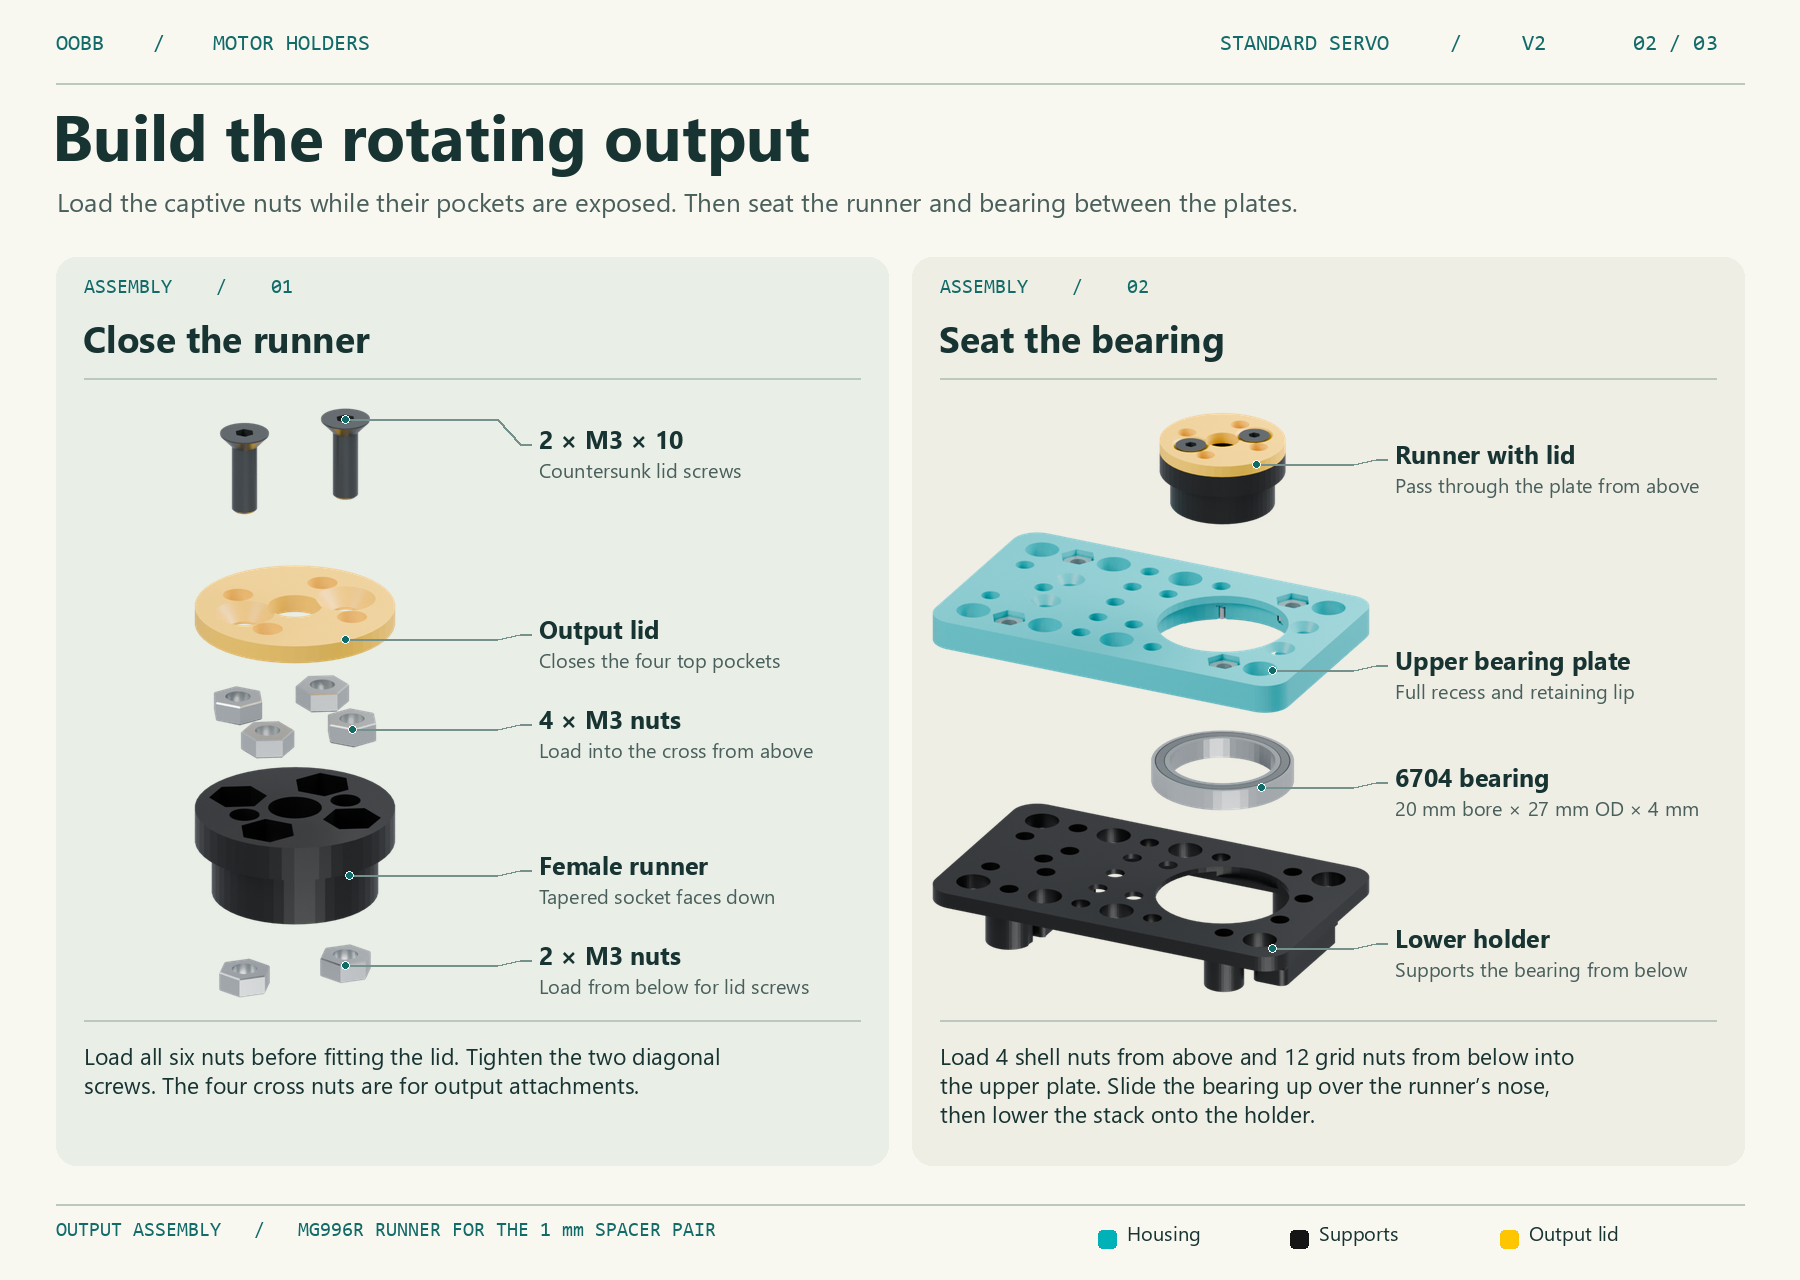 OOBB / MOTOR HOLDERS
STANDARD SERVO / V2 02 / 03
Build the rotating output
Load the captive nuts while their pockets are exposed. Then seat the runner and bearing between the plates.
ASSEMBLY / 01
Close the runner
2 × M3 × 10
Countersunk lid screws
Output lid
Closes the four top pockets
4 × M3 nuts
Load into the cross from above
Female runner
Tapered socket faces down
2 × M3 nuts
Load from below for lid screws
Load all six nuts before fitting the lid. Tighten the two diagonal
screws. The four cross nuts are for output attachments.
ASSEMBLY / 02
Seat the bearing
Runner with lid
Pass through the plate from above
Upper bearing plate
Full recess and retaining lip
6704 bearing
20 mm bore × 27 mm OD × 4 mm
Lower holder
Supports the bearing from below
Load 4 shell nuts from above and 12 grid nuts from below into
the upper plate. Slide the bearing up over the runner’s nose,
then lower the stack onto the holder.
OUTPUT ASSEMBLY / MG996R RUNNER FOR THE 1 mm SPACER PAIR
Housing
Supports
Output lid